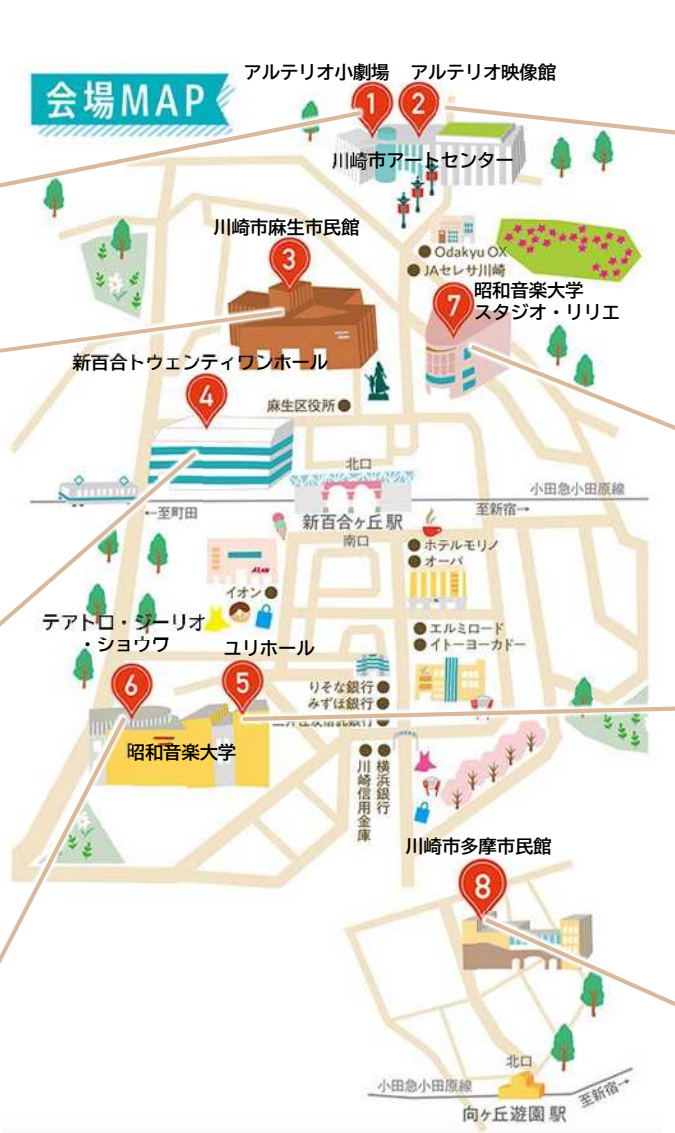 会場MAP
アルテリオ小劇場
アルテリオ映像館
1
2
川崎市アートセンター
川崎市麻生市民館
3
Odakyu OX
JAセレサ川崎
7
昭和音楽大学
スタジオ・リリエ
新百合トウェンティワンホール
4
麻生区役所
北口
小田急小田原線
←至町田
新百合ヶ丘駅
至新宿→
南口
ホテルモリノ
オーパ
イオン
テアトロ・ジーリオ
・ショウワ
ユリホール
エルミロード
イトーヨーカドー
6
5
りそな銀行
みずほ銀行
昭和音楽大学
横浜銀行
川崎信用金庫
川崎市多摩市民館
8
北口
小田急小田原線
至新宿→
向ヶ丘遊園駅